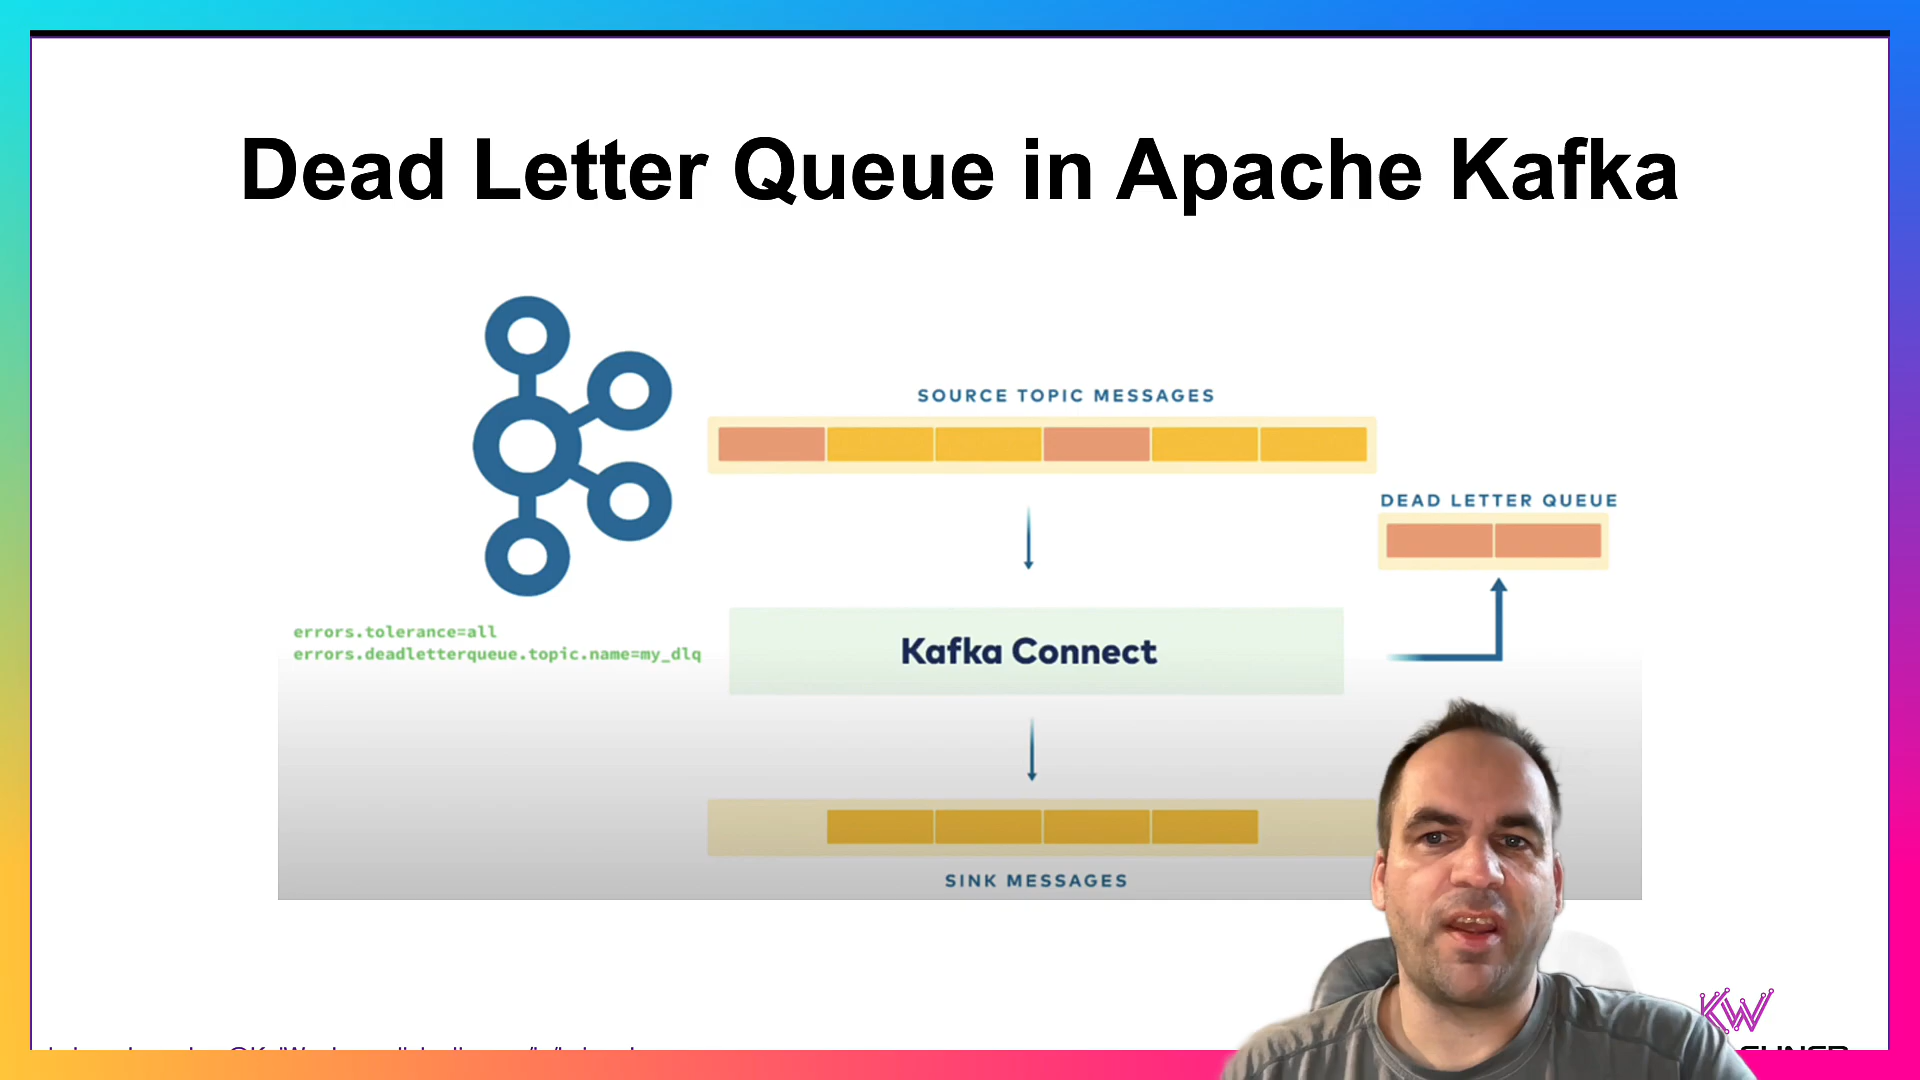 Dead Letter Queue in Apache Kafka
SOURCE TOPIC MESSAGES
DEAD LETTER QUEUE
errors.tolerance=all
errors.deadletterqueue.topic.name=my_dlq
Kafka Connect
SINK MESSAGES
KW